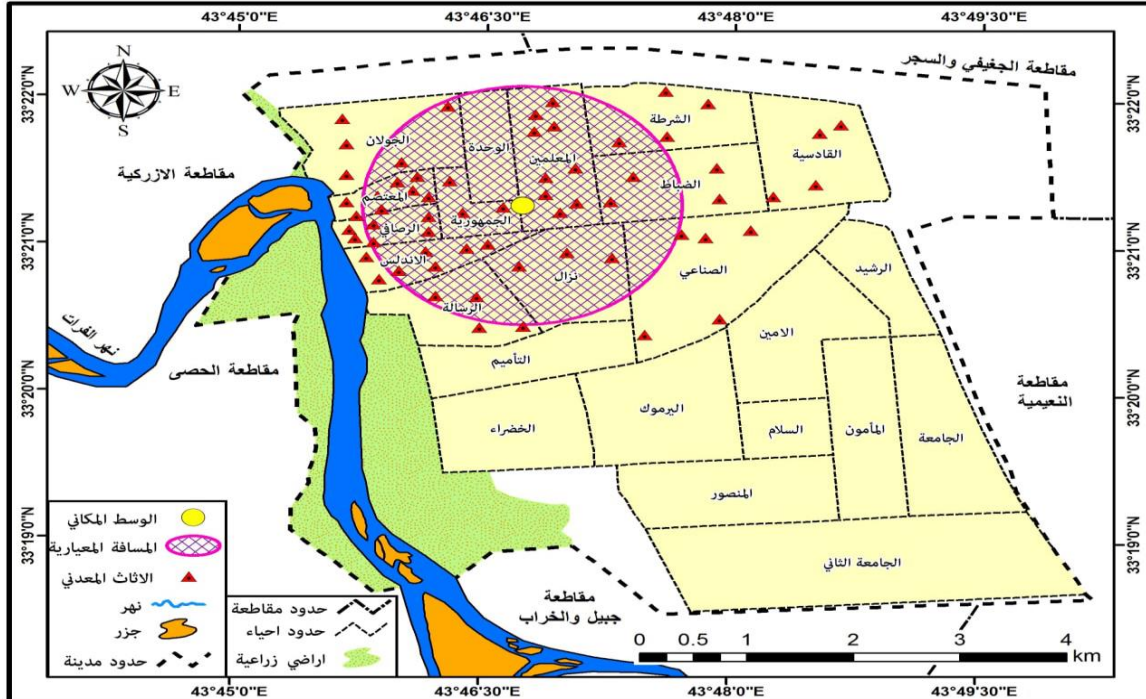 43°45'0"E
43°46'30"E
43°48'0"E
43°49'30"E
33°22'0"N
33°21'0"N
33°20'0"N
33°19'0"N
33°22'0"N
33°21'0"N
33°20'0"N
33°19'0"N
N
W
E
S
مقاطعة الجغيفي والسجر
مقاطعة الازركية
نهر الفرات
مقاطعة الحصى
مقاطعة
النعيمية
مقاطعة
جبيل والخراب
الشرطة
الجولان
الوحدة
المعلمين
القادسية
الضباط
المعتصم
الجمهورية
الرصافي
الاندلس
نزال
الصناعي
الرشيد
الرسالة
الامين
التأميم
اليرموك
الخضراء
السلام
المأمون
الجامعة
المنصور
الجامعة الثاني
الوسط المكاني
المسافة المعيارية
الاثاث المعدني
نهر
جزر
حدود مدينة
حدود مقاطعة
حدود احياء
اراضي زراعية
0 0.5 1 2 3 4
km
43°45'0"E
43°46'30"E
43°48'0"E
43°49'30"E